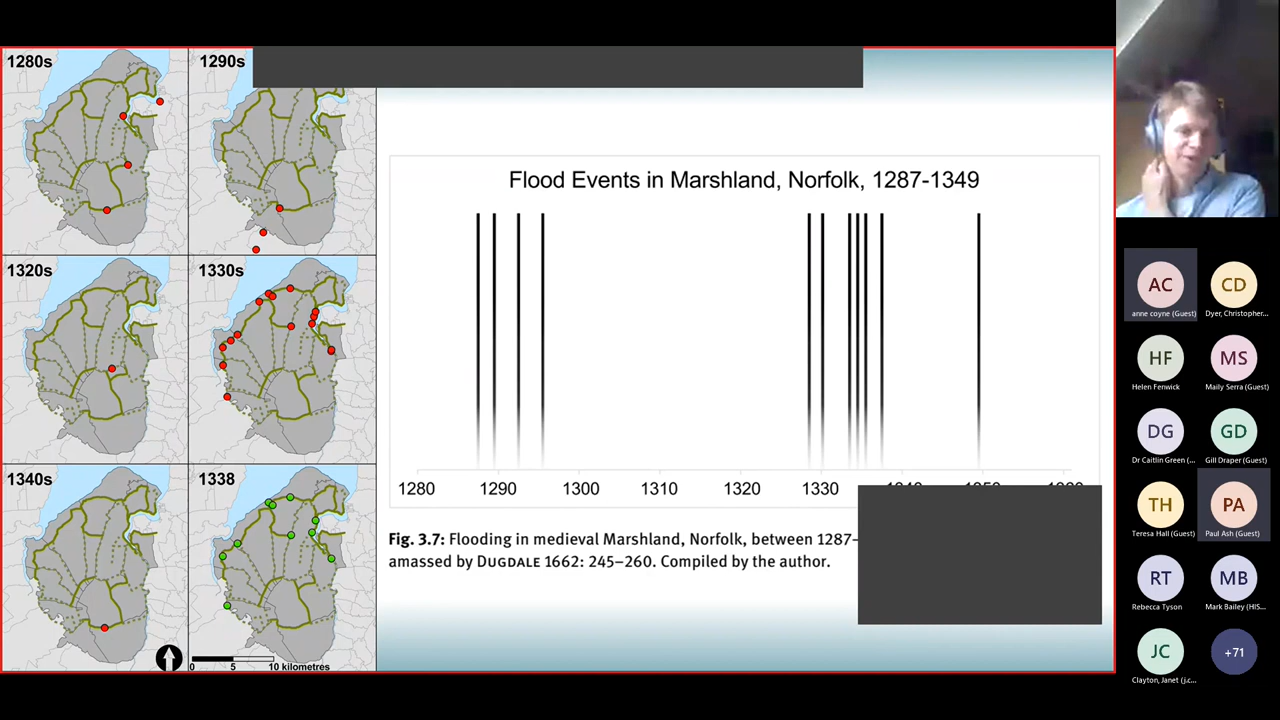 1280s
1290s
1320s
1330s
1340s
1338
0 5 10 kilometres
Flood Events in Marshland, Norfolk, 1287-1349
1280 1290 1300 1310 1320 1330
Fig. 3.7: Flooding in medieval Marshland, Norfolk, between 1287–
amassed by DUGDALE 1662: 245–260. Compiled by the author.
AC
anne coyne (Guest)
CD
Dyer, Christopher...
HF
Helen Fenwick
MS
Maily Serra (Guest)
DG
Dr Caitlin Green (...
GD
Gill Draper (Guest)
TH
Teresa Hall (Guest)
PA
Paul Ash (Guest)
RT
Rebecca Tyson
MB
Mark Bailey (HIS...
JC
Clayton, Janet (j.c...
+71